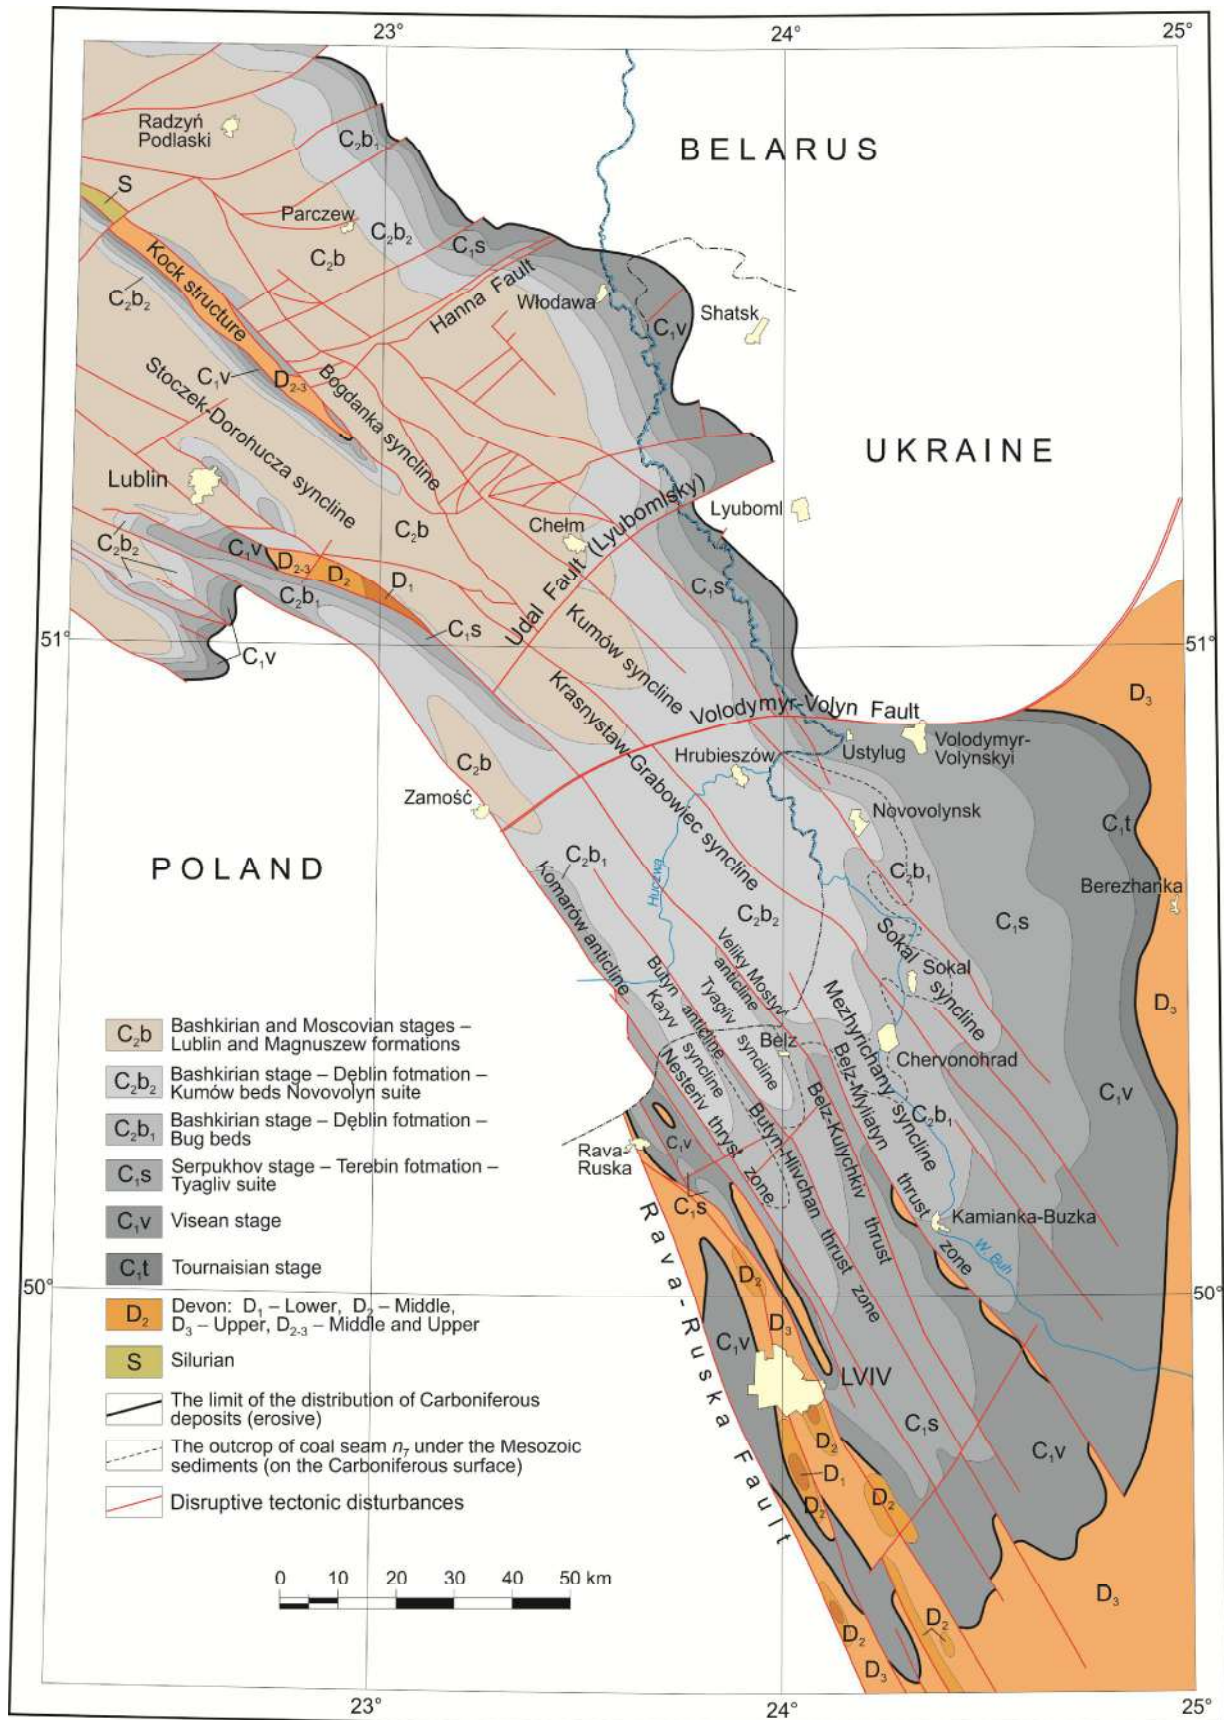 23°
24°
25°
BELARUS
Radzyń
Podlaski
C₂b₁
S
Parczew
C₂b₂
C₂b
C₁s
Kock structure
Hanna Fault
C₂b₂
Włodawa
Shatsk
C₁v
C₁v
D₂₋₃
Bogdanka syncline
Stoczek-Dorohucza syncline
UKRAINE
Lublin
Lyuboml
C₂b
Chełm
Udal Fault (Lyubomlsky)
C₂b₂
C₁v
D₂₋₃
D₂
D₁
C₂b₁
C₁s
C₁s
51°
51°
C₁v
Kumów syncline
Krasnystaw-Grabowiec syncline
D₃
Volodymyr-Volyn Fault
Ustylug
Volodymyr-
Volynskyi
Hrubieszów
C₂b
Zamość
Novovolynsk
C₁t
POLAND
C₂b₁
Huczwa
C₂b₁
Berezhanka
Komarów anticline
C₂b₂
C₁s
Sokal syncline
Sokal
Veliky Mostyv
anticline
Tyagliv syncline
Butyn anticline
Karyv syncline
Mezhyrichany syncline
D₃
Belz
Chervonohrad
Nesteriv thryst zone
Belz-Myliatyn thrust zone
C₂b₁
C₁v
Butyn-Hlivchan thrust zone
Belz-Kulychkiv thrust
Rava-
Ruska
C₁v
C₁s
Kamianka-Buzka
W. Buh
Rava-Ruska Fault
50°
50°
D₂
D₃
C₁v
LVIV
C₁s
C₁v
D₂
D₁
D₂
D₂
D₃
D₂
D₂
D₃
C₂b
Bashkirian and Moscovian stages –
Lublin and Magnuszew formations
C₂b₂
Bashkirian stage – Dęblin fotmation –
Kumów beds Novovolyn suite
C₂b₁
Bashkirian stage – Dęblin fotmation –
Bug beds
C₁s
Serpukhov stage – Terebin fotmation –
Tyagliv suite
C₁v
Visean stage
C₁t
Tournaisian stage
D₂
Devon: D₁ – Lower, D₂ – Middle,
D₃ – Upper, D₂₋₃ – Middle and Upper
S
Silurian
The limit of the distribution of Carboniferous
deposits (erosive)
The outcrop of coal seam n₇ under the Mesozoic
sediments (on the Carboniferous surface)
Disruptive tectonic disturbances
0 10 20 30 40 50 km
23°
24°
25°